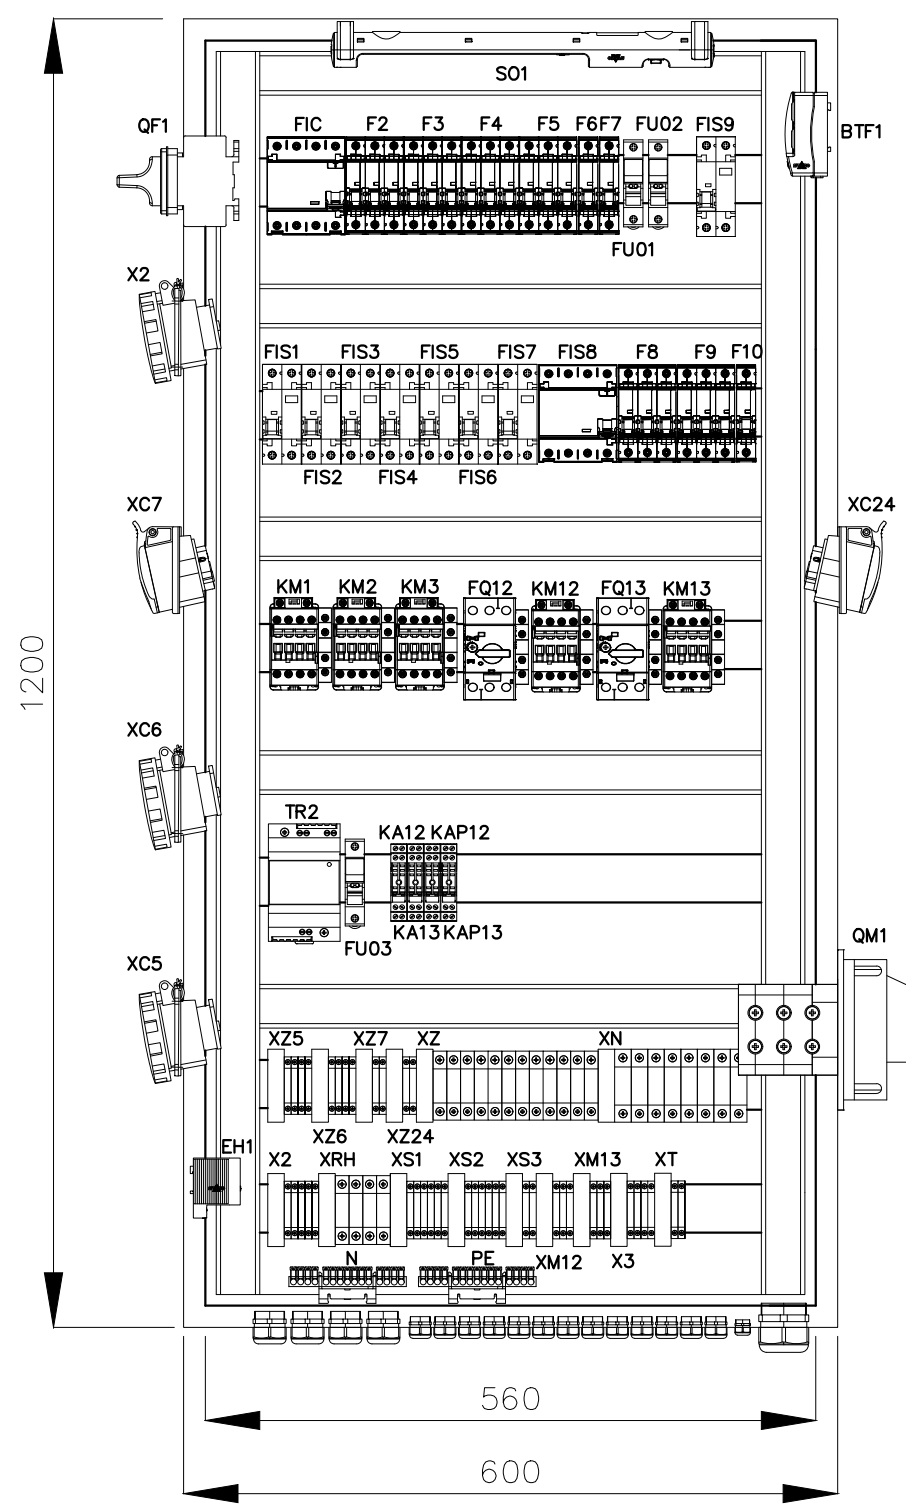 SO1
QF1
FIC F2 F3 F4 F5 F6 F7 FU02 FIS9
BTF1
FU01
X2
FIS1 FIS3 FIS5 FIS7 FIS8 F8 F9 F10
FIS2 FIS4 FIS6
XC7 XC24
KM1 KM2 KM3 FQ12 KM12 FQ13 KM13
1200
XC6
TR2
KA12 KAP12
KA13 KAP13
FU03
QM1
XC5
XZ5 XZ7 XZ XN
XZ6 XZ24
EH1
X2 XRH XS1 XS2 XS3 XM13 XT
N PE XM12 X3
560
600